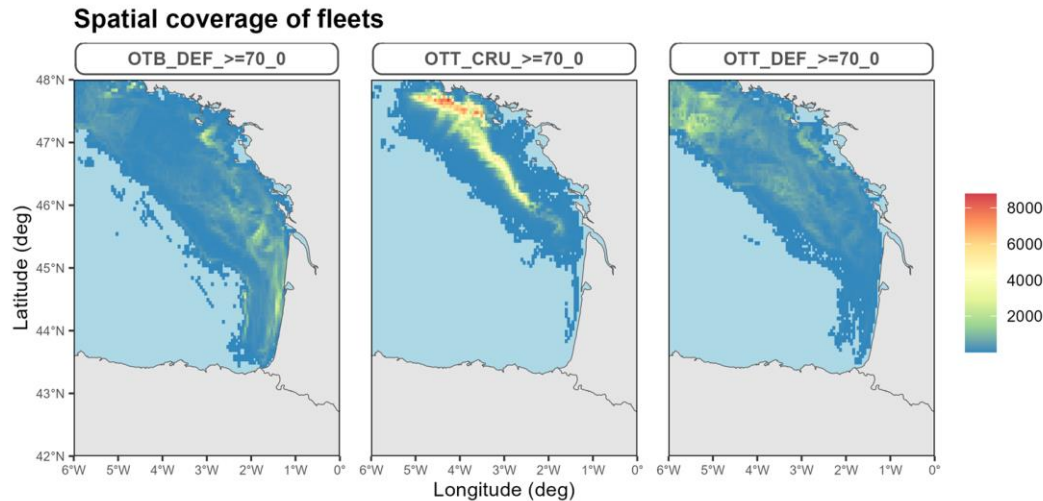 Spatial coverage of fleets
OTB_DEF_>=70_0
OTT_CRU_>=70_0
OTT_DEF_>=70_0
48°N
47°N
46°N
45°N
44°N
43°N
42°N
Latitude (deg)
6°W 5°W 4°W 3°W 2°W 1°W 0°
6°W 5°W 4°W 3°W 2°W 1°W 0°
6°W 5°W 4°W 3°W 2°W 1°W 0°
Longitude (deg)
8000
6000
4000
2000